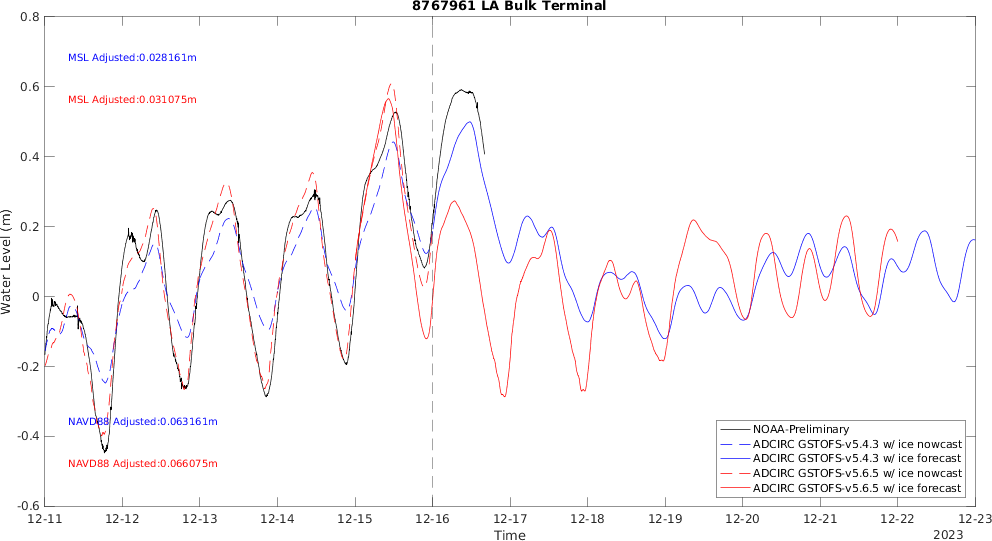 8767961 LA Bulk Terminal
0.8
0.6
0.4
0.2
0
-0.2
-0.4
-0.6
Water Level (m)
MSL Adjusted:0.028161m
MSL Adjusted:0.031075m
NAVD88 Adjusted:0.063161m
NAVD88 Adjusted:0.066075m
NOAA-Preliminary
ADCIRC GSTOFS-v5.4.3 w/ ice nowcast
ADCIRC GSTOFS-v5.4.3 w/ ice forecast
ADCIRC GSTOFS-v5.6.5 w/ ice nowcast
ADCIRC GSTOFS-v5.6.5 w/ ice forecast
12-11 12-12 12-13 12-14 12-15 12-16 12-17 12-18 12-19 12-20 12-21 12-22 12-23
Time
2023